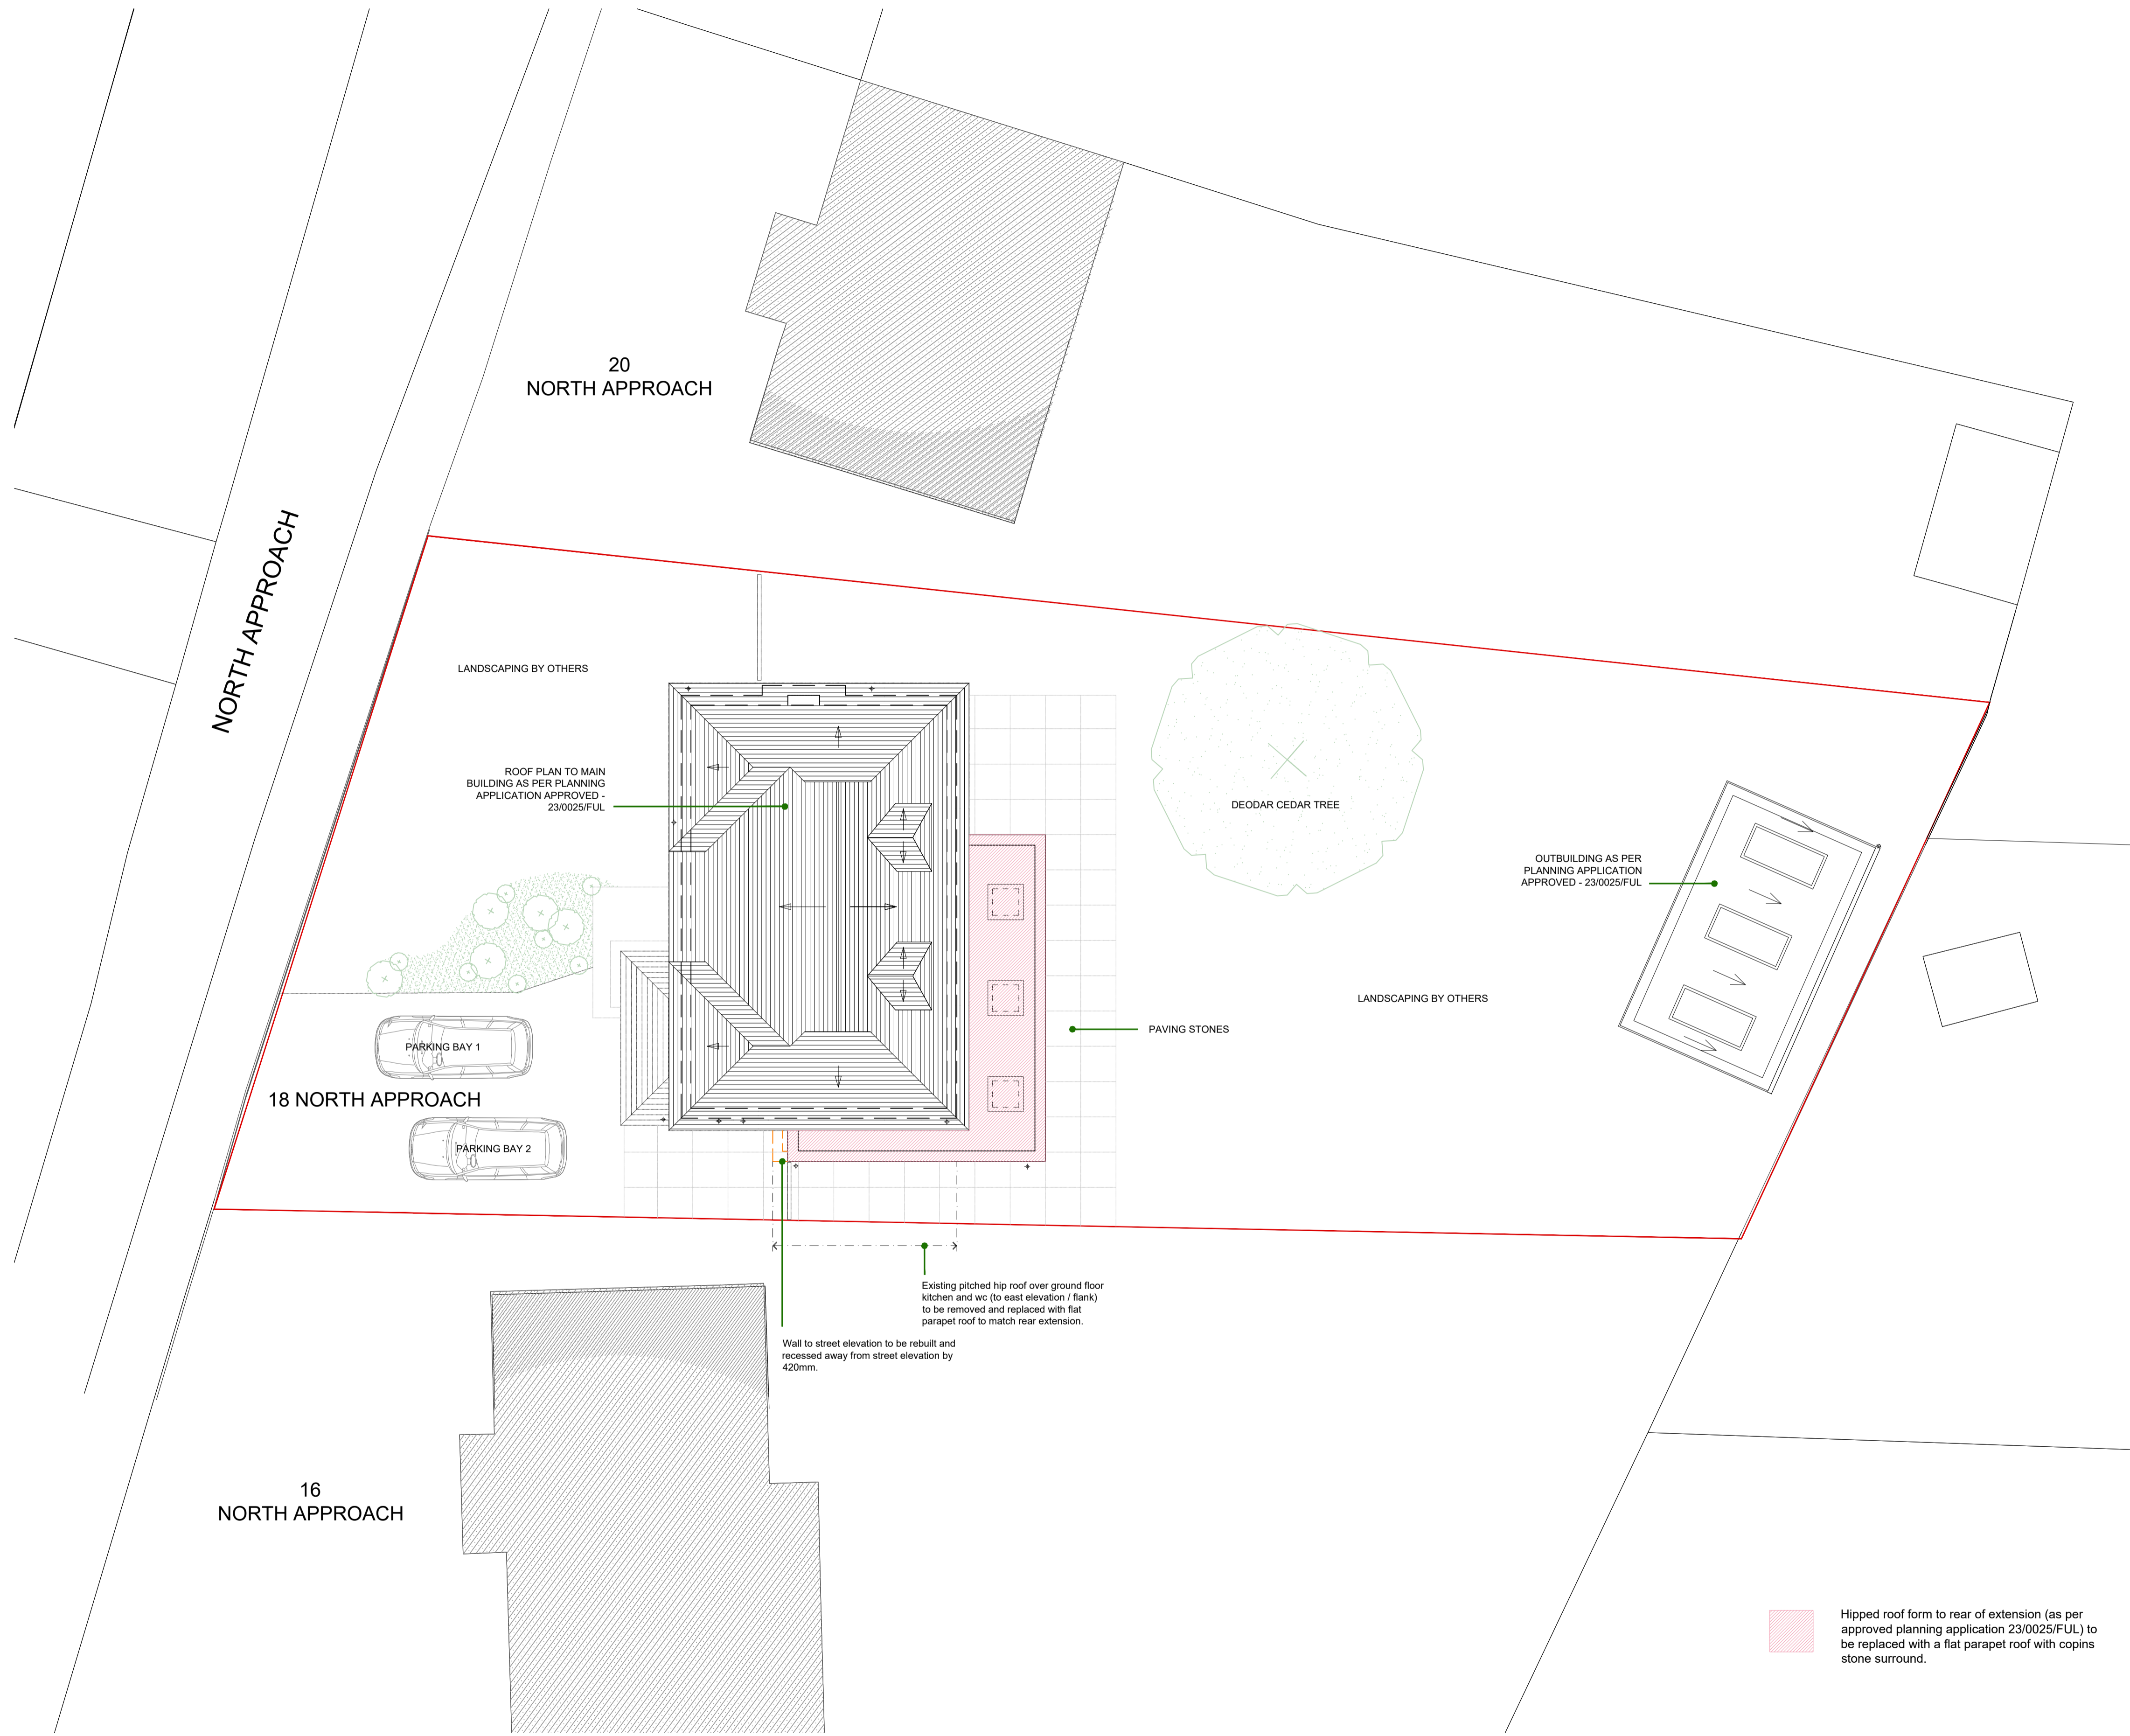 20
NORTH APPROACH
NORTH APPROACH
LANDSCAPING BY OTHERS
ROOF PLAN TO MAIN
BUILDING AS PER PLANNING
APPLICATION APPROVED -
23/0025/FUL
DEODAR CEDAR TREE
OUTBUILDING AS PER
PLANNING APPLICATION
APPROVED - 23/0025/FUL
LANDSCAPING BY OTHERS
PAVING STONES
PARKING BAY 1
18 NORTH APPROACH
PARKING BAY 2
Existing pitched hip roof over ground floor
kitchen and wc (to east elevation / flank)
to be removed and replaced with flat
parapet roof to match rear extension.
Wall to street elevation to be rebuilt and
recessed away from street elevation by
420mm.
16
NORTH APPROACH
Hipped roof form to rear of extension (as per
approved planning application 23/0025/FUL) to
be replaced with a flat parapet roof with copins
stone surround.